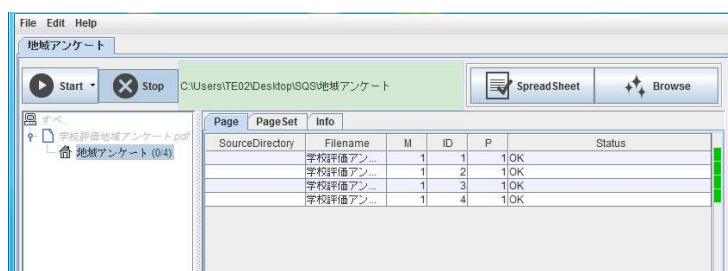 File Edit Help
地域アンケート
Start Stop C:\Users\TE02\Desktop\SQS\地域アンケート SpreadSheet Browse
すべ...
学校評価地域アンケート.pdf
地域アンケート (0/4)
Page PageSet Info
SourceDirectory Filename M ID P Status
学校評価アン... 1 1 1 OK
学校評価アン... 1 2 1 OK
学校評価アン... 1 3 1 OK
学校評価アン... 1 4 1 OK